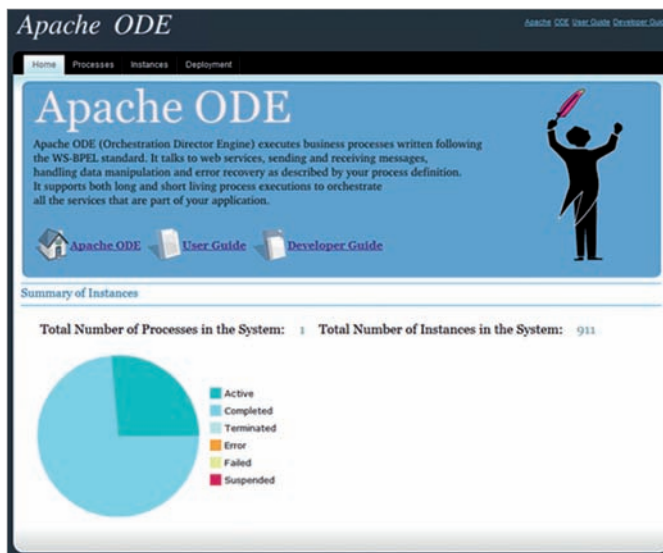 Apache ODE
Apache ODE User Guide Developer Gui
Home Processes Instances Deployment
Apache ODE
Apache ODE (Orchestration Director Engine) executes business processes written following
the WS-BPEL standard. It talks to web services, sending and receiving messages,
handling data manipulation and error recovery as described by your process definition.
It supports both long and short living process executions to orchestrate
all the services that are part of your application.
Apache ODE User Guide Developer Guide
Summary of Instances
Total Number of Processes in the System: 1 Total Number of Instances in the System: 911
Active
Completed
Terminated
Error
Failed
Suspended